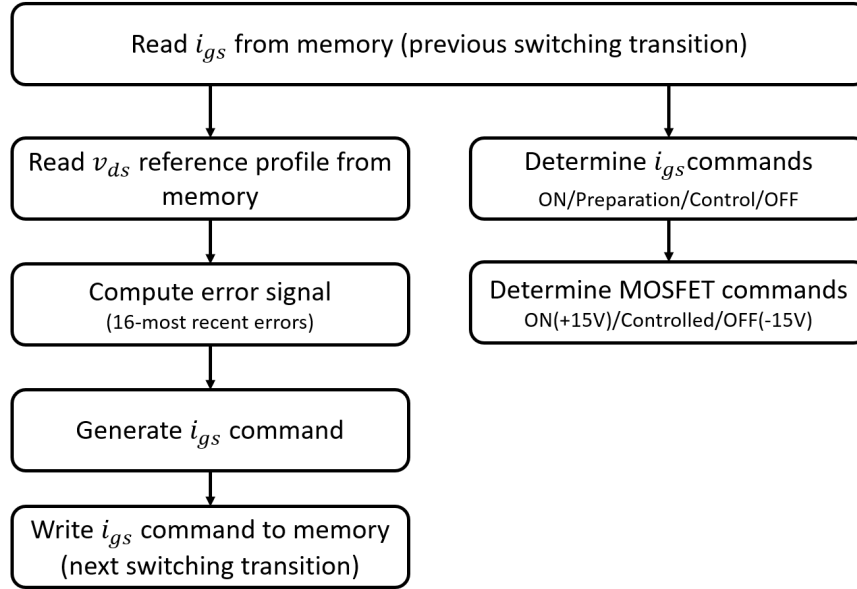 Read i_gs from memory (previous switching transition)
Read v_ds reference profile from
memory
Compute error signal
(16-most recent errors)
Generate i_gs command
Write i_gs command to memory
(next switching transition)
Determine i_gs commands
ON/Preparation/Control/OFF
Determine MOSFET commands
ON(+15V)/Controlled/OFF(-15V)